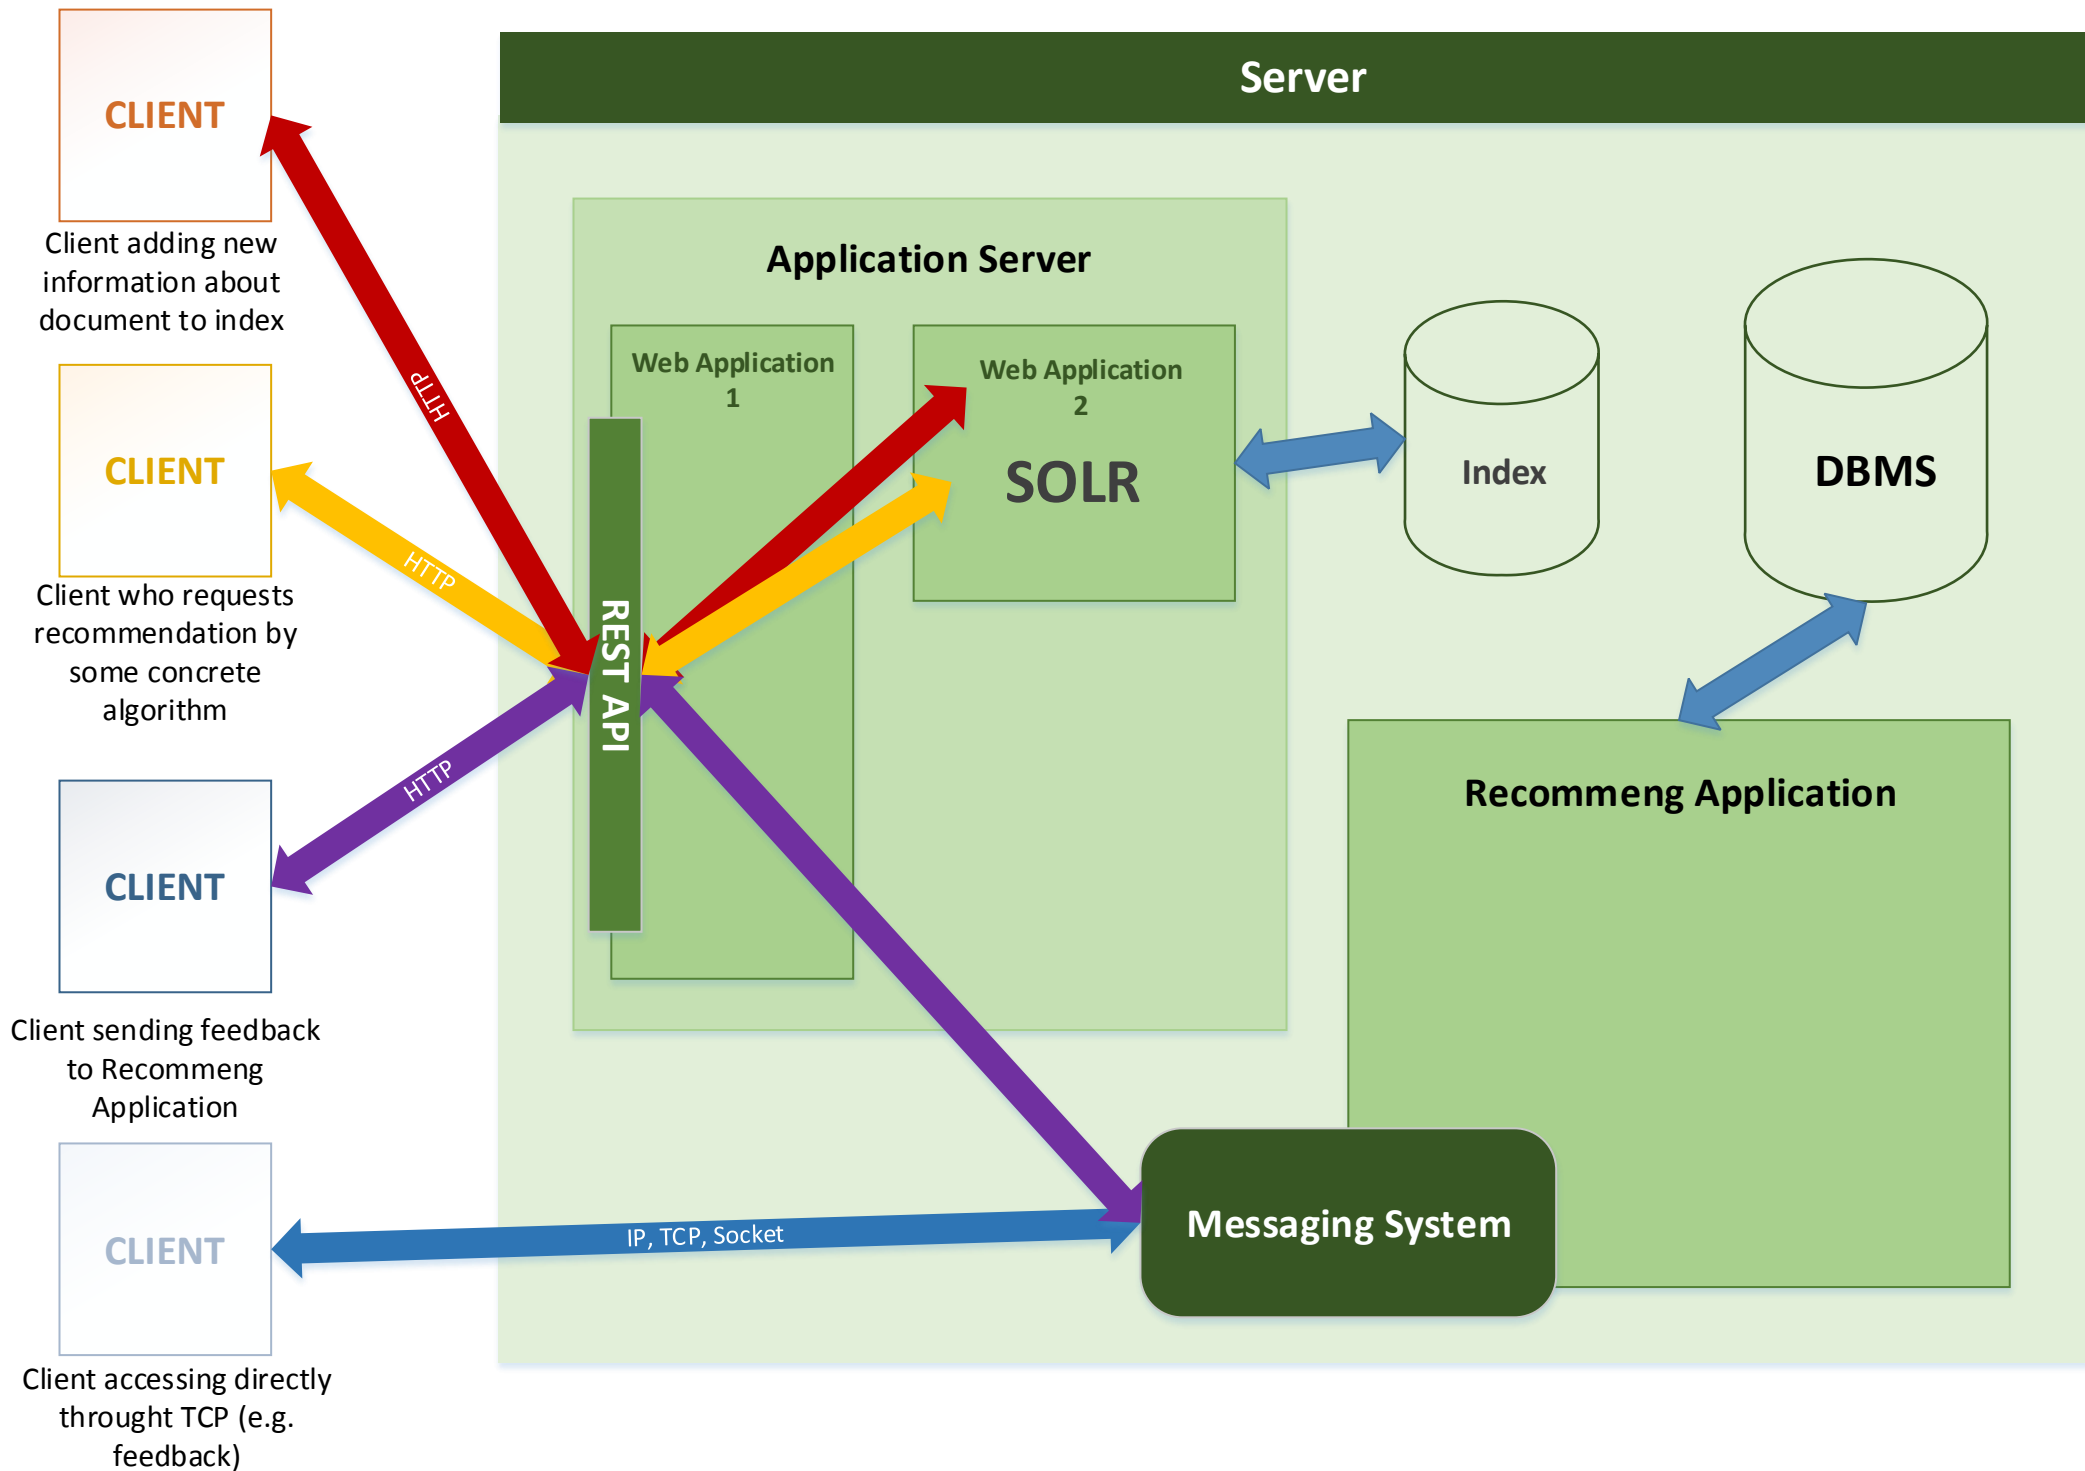 CLIENT
Client adding new
information about
document to index
CLIENT
Client who requests
recommendation by
some concrete
algorithm
CLIENT
Client sending feedback
to Recommeng
Application
CLIENT
Client accessing directly
throught TCP (e.g.
feedback)
HTTP
HTTP
HTTP
IP, TCP, Socket
Server
Application Server
Web Application
1
REST API
Web Application
2
SOLR
Index
DBMS
Recommeng Application
Messaging System